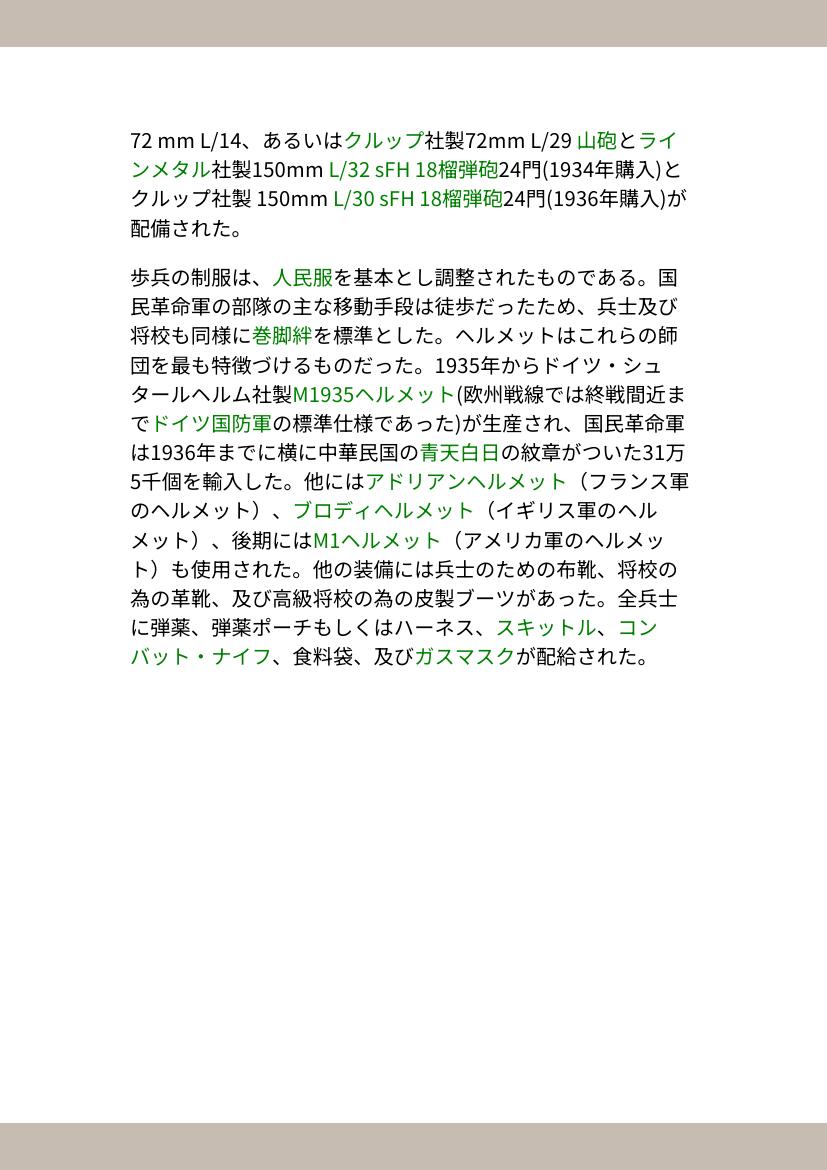 72 mm L/14、あるいはクルップ社製72mm L/29 山砲とライ
ンメタル社製150mm L/32 sFH 18榴弾砲24門(1934年購入)と
クルップ社製 150mm L/30 sFH 18榴弾砲24門(1936年購入)が
配備された。
歩兵の制服は、人民服を基本とし調整されたものである。国
民革命軍の部隊の主な移動手段は徒歩だったため、兵士及び
将校も同様に巻脚絆を標準とした。ヘルメットはこれらの師
団を最も特徴づけるものだった。1935年からドイツ・シュ
タールヘルム社製M1935ヘルメット(欧州戦線では終戦間近ま
でドイツ国防軍の標準仕様であった)が生産され、国民革命軍
は1936年までに横に中華民国の青天白日の紋章がついた31万
5千個を輸入した。他にはアドリアンヘルメット（フランス軍
のヘルメット）、ブロディヘルメット（イギリス軍のヘル
メット）、後期にはM1ヘルメット（アメリカ軍のヘルメッ
ト）も使用された。他の装備には兵士のための布靴、将校の
為の革靴、及び高級将校の為の皮製ブーツがあった。全兵士
に弾薬、弾薬ポーチもしくはハーネス、スキットル、コン
バット・ナイフ、食料袋、及びガスマスクが配給された。